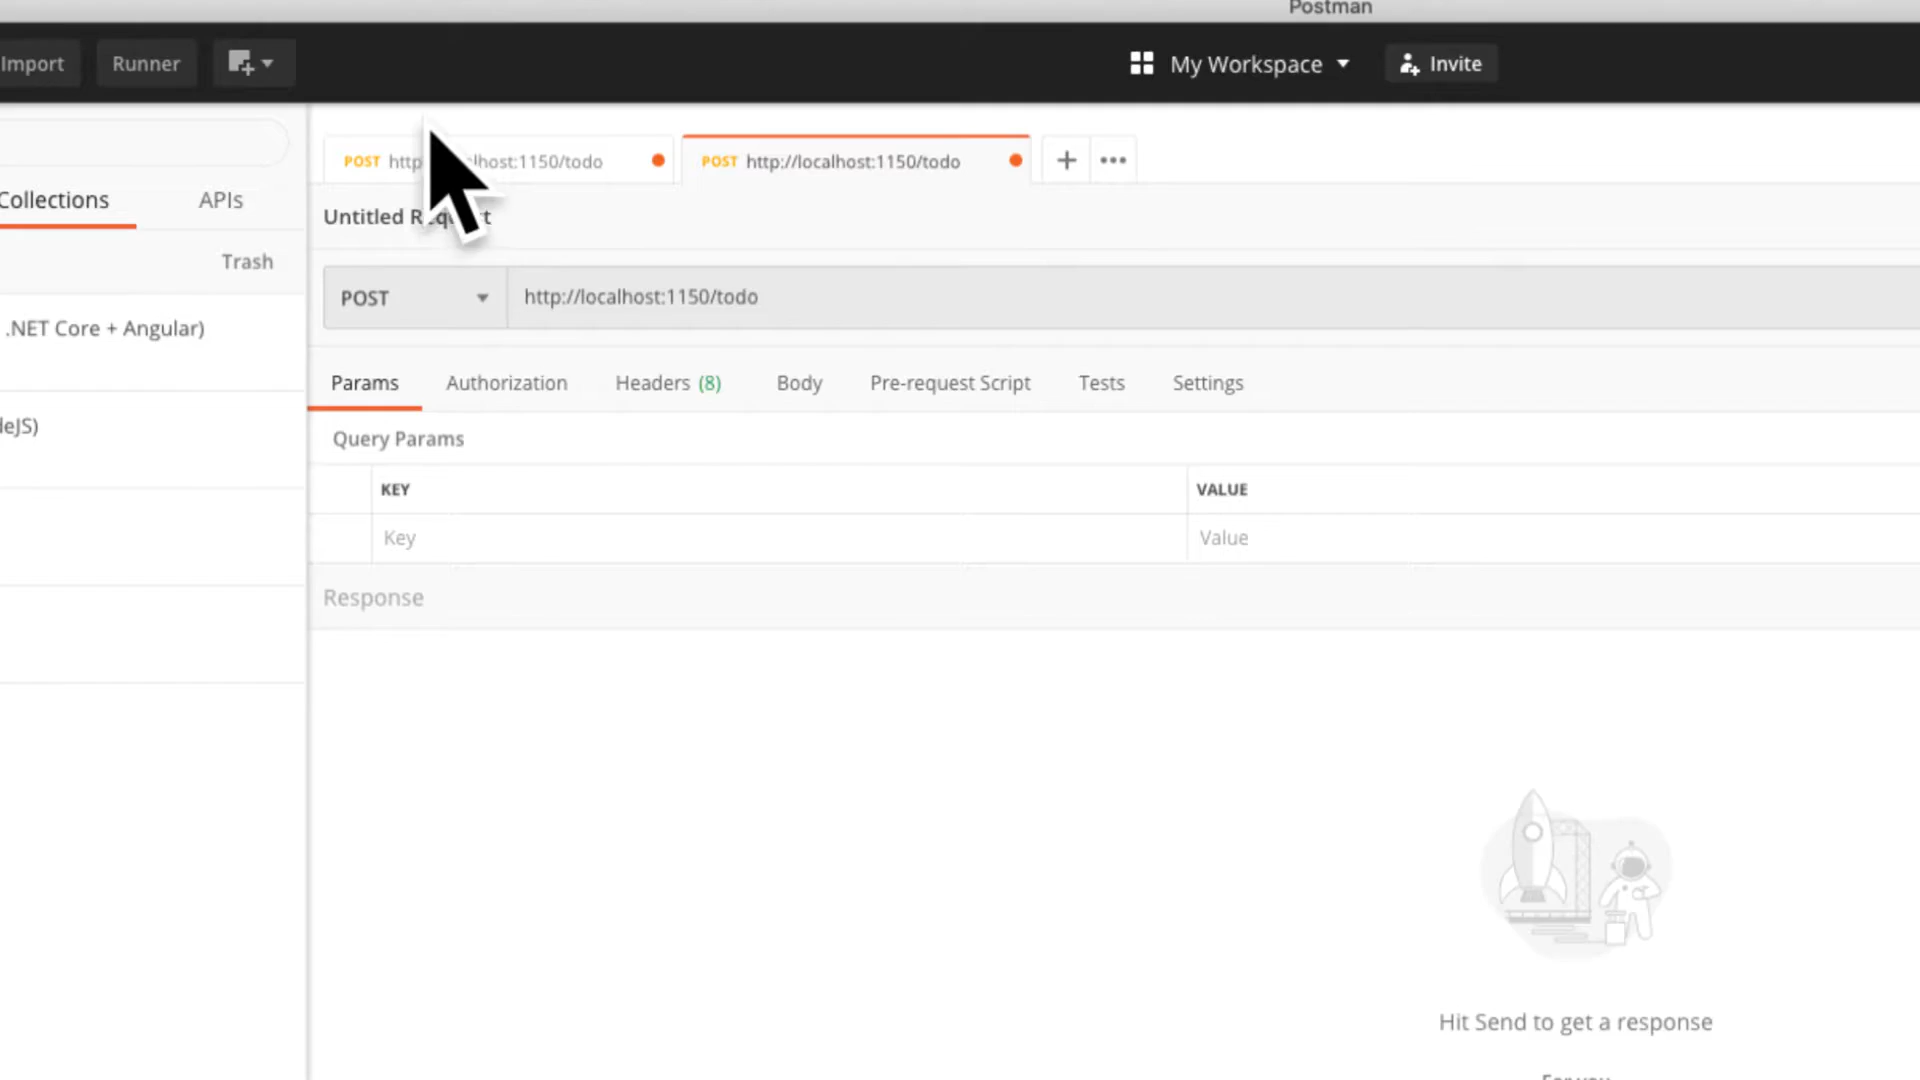 Postman
Import
Runner
My Workspace
Invite
POST http localhost:1150/todo
POST http://localhost:1150/todo
Collections
APIs
Untitled Request
Trash
POST
http://localhost:1150/todo
.NET Core + Angular)
Params
Authorization
Headers (8)
Body
Pre-request Script
Tests
Settings
deJS)
Query Params
KEY
VALUE
Key
Value
Response
Hit Send to get a response